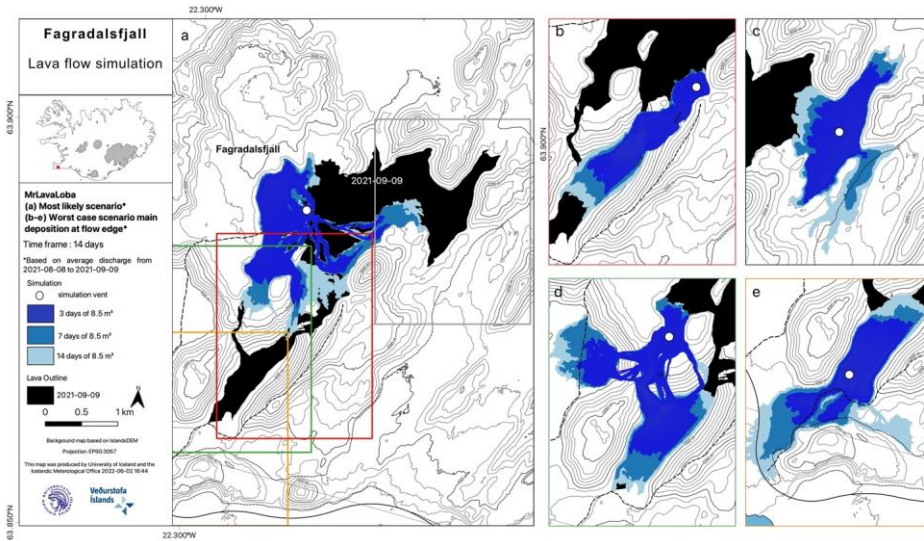 22.300°W
Fagradalsfjall
Lava flow simulation
63.900°N
MrLavaLoba
(a) Most likely scenario*
(b-e) Worst case scenario main
deposition at flow edge*
Time frame : 14 days
*Based on average discharge from
2021-08-08 to 2021-09-09
Simulation
simulation vent
3 days of 8.5 m³
7 days of 8.5 m³
14 days of 8.5 m³
Lava Outline
2021-09-09
N
0 0.5 1 km
Background map based on IslandsDEM
Projection: EPSG:3057
This map was produced by University of Iceland and the
Icelandic Meteorological Office 2022-06-02 16:44
Veðurstofa
Íslands
63.850°N
a
Fagradalsfjall
2021-09-09
22.300°W
b
c
63.900°N
d
e